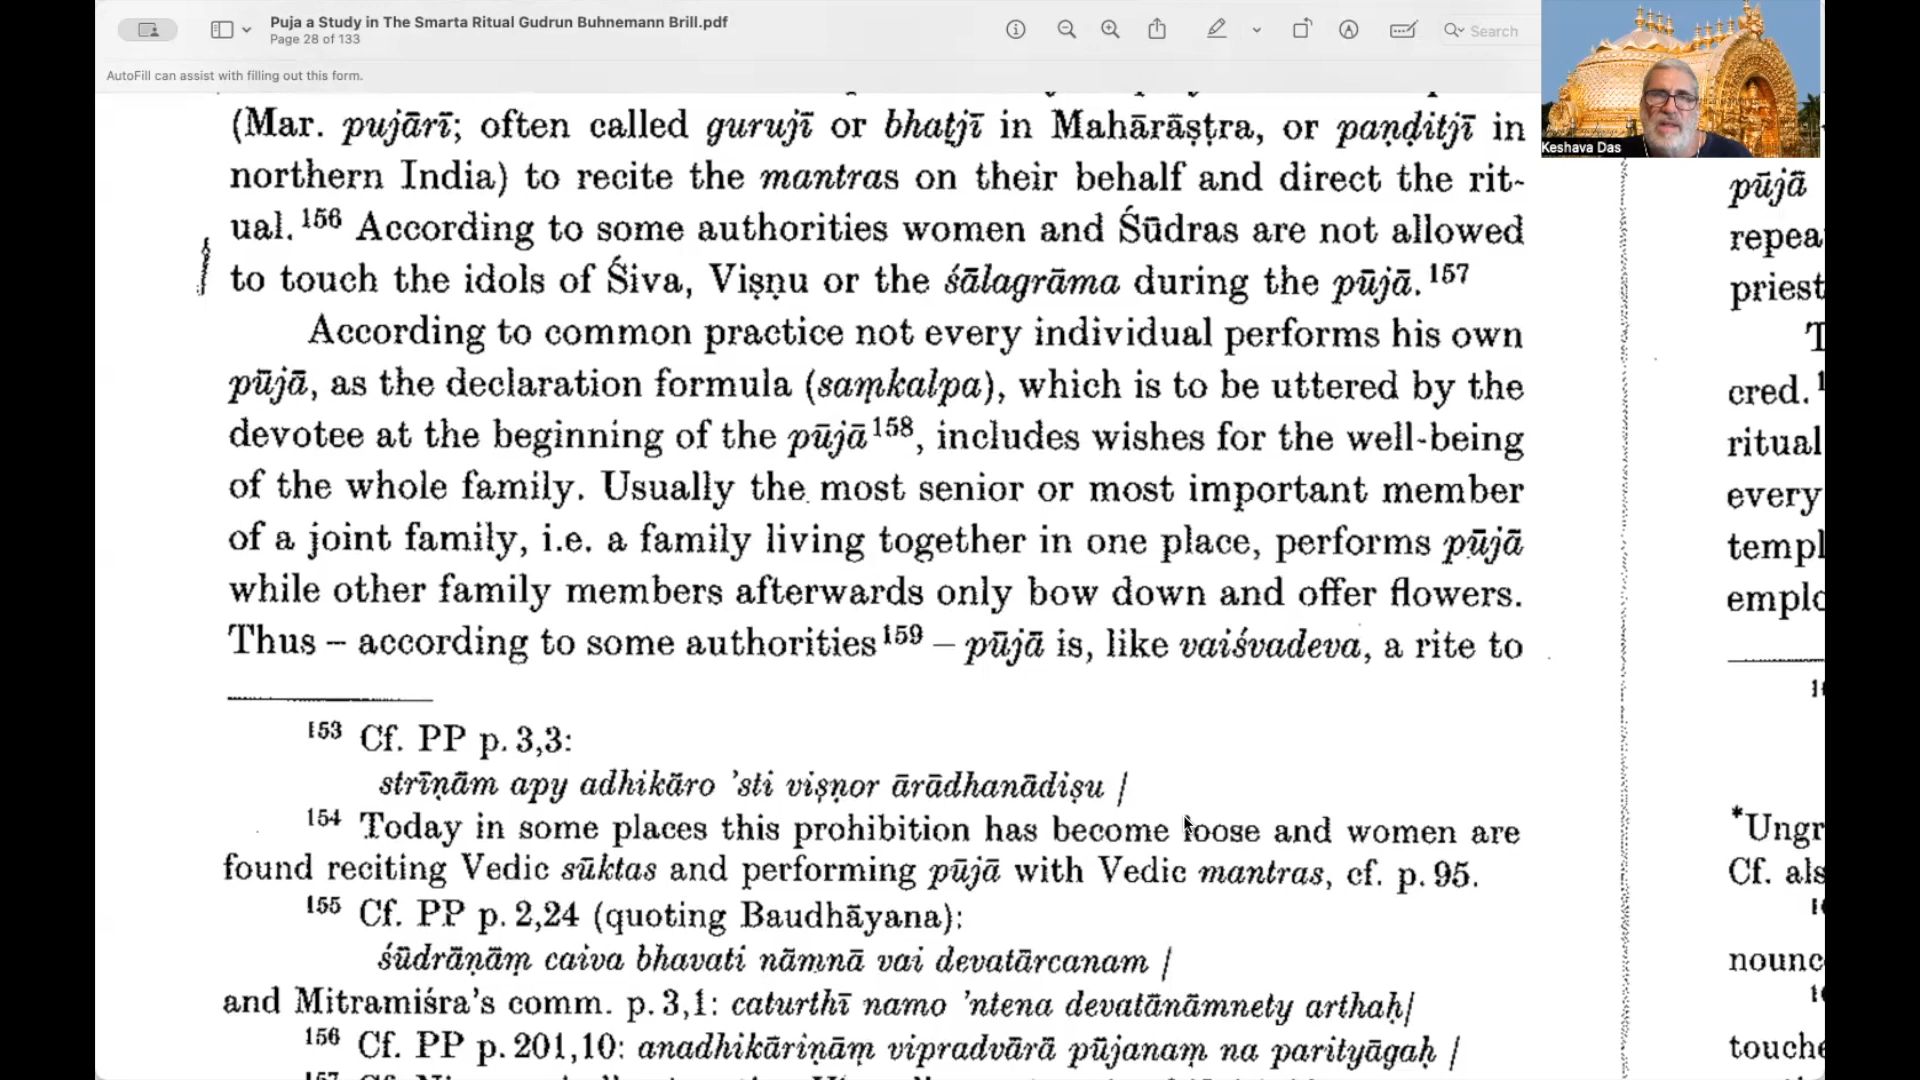 Puja a Study in The Smarta Ritual Gudrun Buhnemann Brill.pdf
Page 28 of 133
Search
AutoFill can assist with filling out this form.
Keshava Das
(Mar. pujārī; often called gurujī or bhaṭjī in Mahārāṣṭra, or paṇḍitjī in
northern India) to recite the mantras on their behalf and direct the rit-
ual.156 According to some authorities women and Śūdras are not allowed
to touch the idols of Śiva, Viṣṇu or the śālagrāma during the pūjā.157
According to common practice not every individual performs his own
pūjā, as the declaration formula (saṃkalpa), which is to be uttered by the
devotee at the beginning of the pūjā158, includes wishes for the well-being
of the whole family. Usually the most senior or most important member
of a joint family, i.e. a family living together in one place, performs pūjā
while other family members afterwards only bow down and offer flowers.
Thus – according to some authorities159 – pūjā is, like vaiśvadeva, a rite to
153 Cf. PP p. 3,3:
strīṇām apy adhikāro 'sti viṣṇor ārādhanādiṣu /
154 Today in some places this prohibition has become loose and women are
found reciting Vedic sūktas and performing pūjā with Vedic mantras, cf. p. 95.
155 Cf. PP p. 2,24 (quoting Baudhāyana):
śūdrāṇāṃ caiva bhavati nāmnā vai devatārcanam /
and Mitramiśra's comm. p. 3,1: caturthī namo 'ntena devatānāmnety arthaḥ/
156 Cf. PP p. 201,10: anadhikāriṇāṃ vipradvārā pūjanaṃ na parityāgaḥ /
pūjā
repea
priest
T
cred.
ritual
every
templ
emplo
*Ungr
Cf. als
nounc
touche